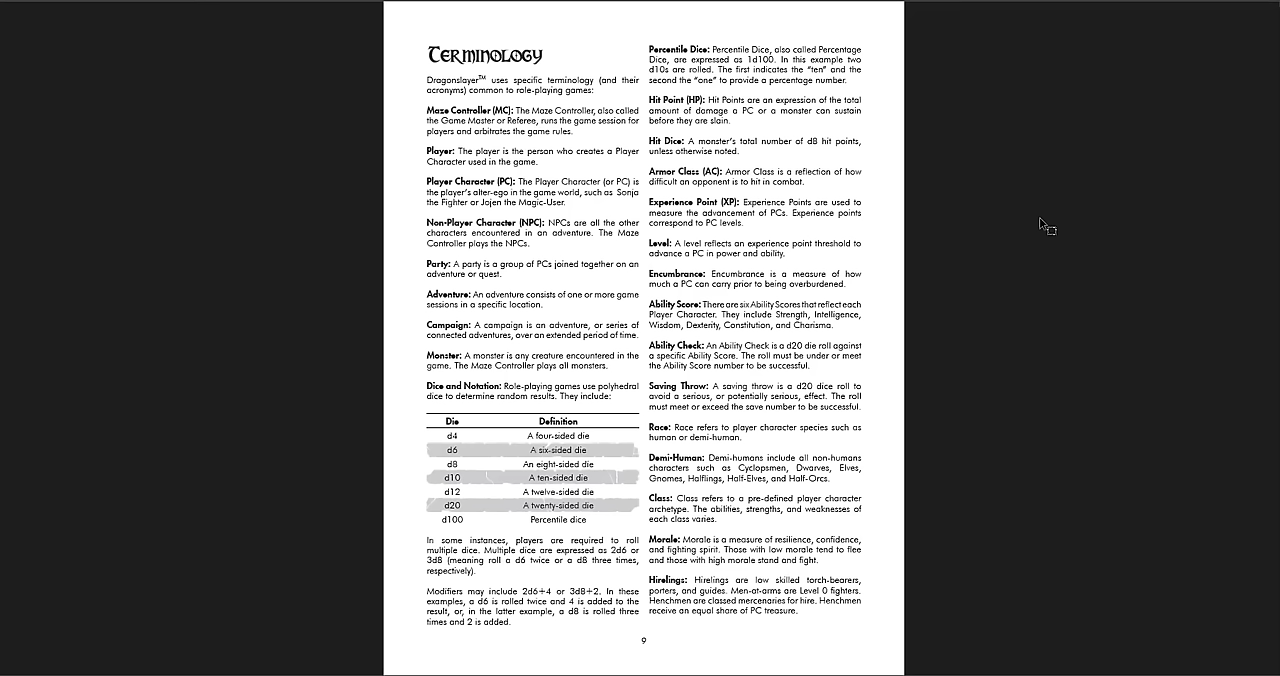 Terminology
Dragonslayer™ uses specific terminology (and their
acronyms) common to role-playing games:
Maze Controller (MC): The Maze Controller, also called
the Game Master or Referee, runs the game session for
players and arbitrates the game rules.
Player: The player is the person who creates a Player
Character used in the game.
Player Character (PC): The Player Character (or PC) is
the player's alter-ego in the game world, such as Sonja
the Fighter or Jojen the Magic-User.
Non-Player Character (NPC): NPCs are all the other
characters encountered in an adventure. The Maze
Controller plays the NPCs.
Party: A party is a group of PCs joined together on an
adventure or quest.
Adventure: An adventure consists of one or more game
sessions in a specific location.
Campaign: A campaign is an adventure, or series of
connected adventures, over an extended period of time.
Monster: A monster is any creature encountered in the
game. The Maze Controller plays all monsters.
Dice and Notation: Role-playing games use polyhedral
dice to determine random results. They include:
Die Definition
d4 A four-sided die
d6 A six-sided die
d8 An eight-sided die
d10 A ten-sided die
d12 A twelve-sided die
d20 A twenty-sided die
d100 Percentile dice
In some instances, players are required to roll
multiple dice. Multiple dice are expressed as 2d6 or
3d8 (meaning roll a d6 twice or a d8 three times,
respectively).
Modifiers may include 2d6+4 or 3d8+2. In these
examples, a d6 is rolled twice and 4 is added to the
result, or, in the latter example, a d8 is rolled three
times and 2 is added.
Percentile Dice: Percentile Dice, also called Percentage
Dice, are expressed as 1d100. In this example two
d10s are rolled. The first indicates the "ten" and the
second the "one" to provide a percentage number.
Hit Point (HP): Hit Points are an expression of the total
amount of damage a PC or a monster can sustain
before they are slain.
Hit Dice: A monster's total number of d8 hit points,
unless otherwise noted.
Armor Class (AC): Armor Class is a reflection of how
difficult an opponent is to hit in combat.
Experience Point (XP): Experience Points are used to
measure the advancement of PCs. Experience points
correspond to PC levels.
Level: A level reflects an experience point threshold to
advance a PC in power and ability.
Encumbrance: Encumbrance is a measure of how
much a PC can carry prior to being overburdened.
Ability Score: There are six Ability Scores that reflect each
Player Character. They include Strength, Intelligence,
Wisdom, Dexterity, Constitution, and Charisma.
Ability Check: An Ability Check is a d20 die roll against
a specific Ability Score. The roll must be under or meet
the Ability Score number to be successful.
Saving Throw: A saving throw is a d20 dice roll to
avoid a serious, or potentially serious, effect. The roll
must meet or exceed the save number to be successful.
Race: Race refers to player character species such as
human or demi-human.
Demi-Human: Demi-humans include all non-humans
characters such as Cyclopsmen, Dwarves, Elves,
Gnomes, Halflings, Half-Elves, and Half-Orcs.
Class: Class refers to a pre-defined player character
archetype. The abilities, strengths, and weaknesses of
each class varies.
Morale: Morale is a measure of resilience, confidence,
and fighting spirit. Those with low morale tend to flee
and those with high morale stand and fight.
Hirelings: Hirelings are low skilled torch-bearers,
porters, and guides. Men-at-arms are Level 0 fighters.
Henchmen are classed mercenaries for hire. Henchmen
receive an equal share of PC treasure.
9